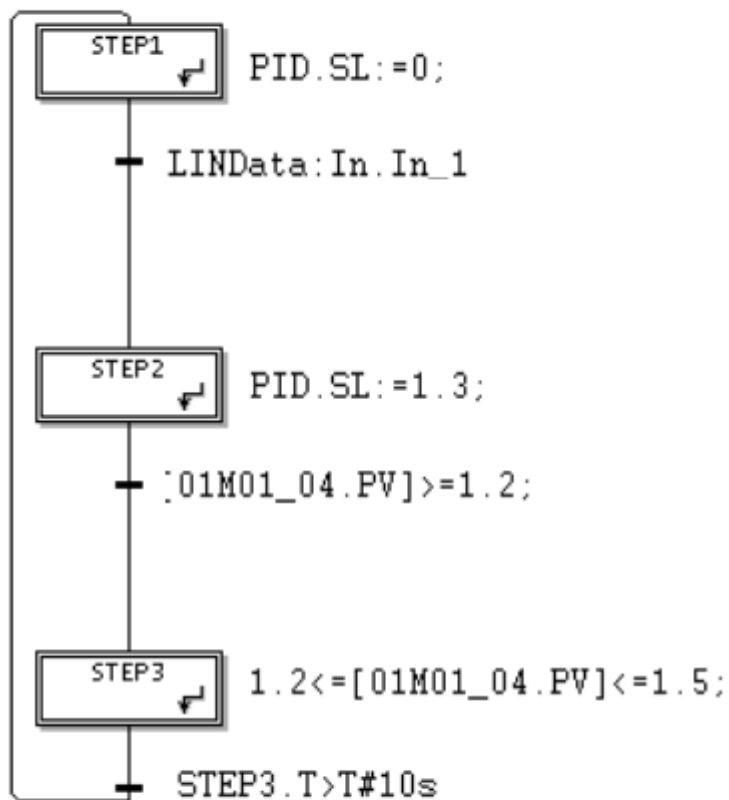 STEP1
PID.SL:=0;
LINData:In.In_1
STEP2
PID.SL:=1.3;
[01M01_04.PV]>=1.2;
STEP3
1.2<=[01M01_04.PV]<=1.5;
STEP3.T>T#10s